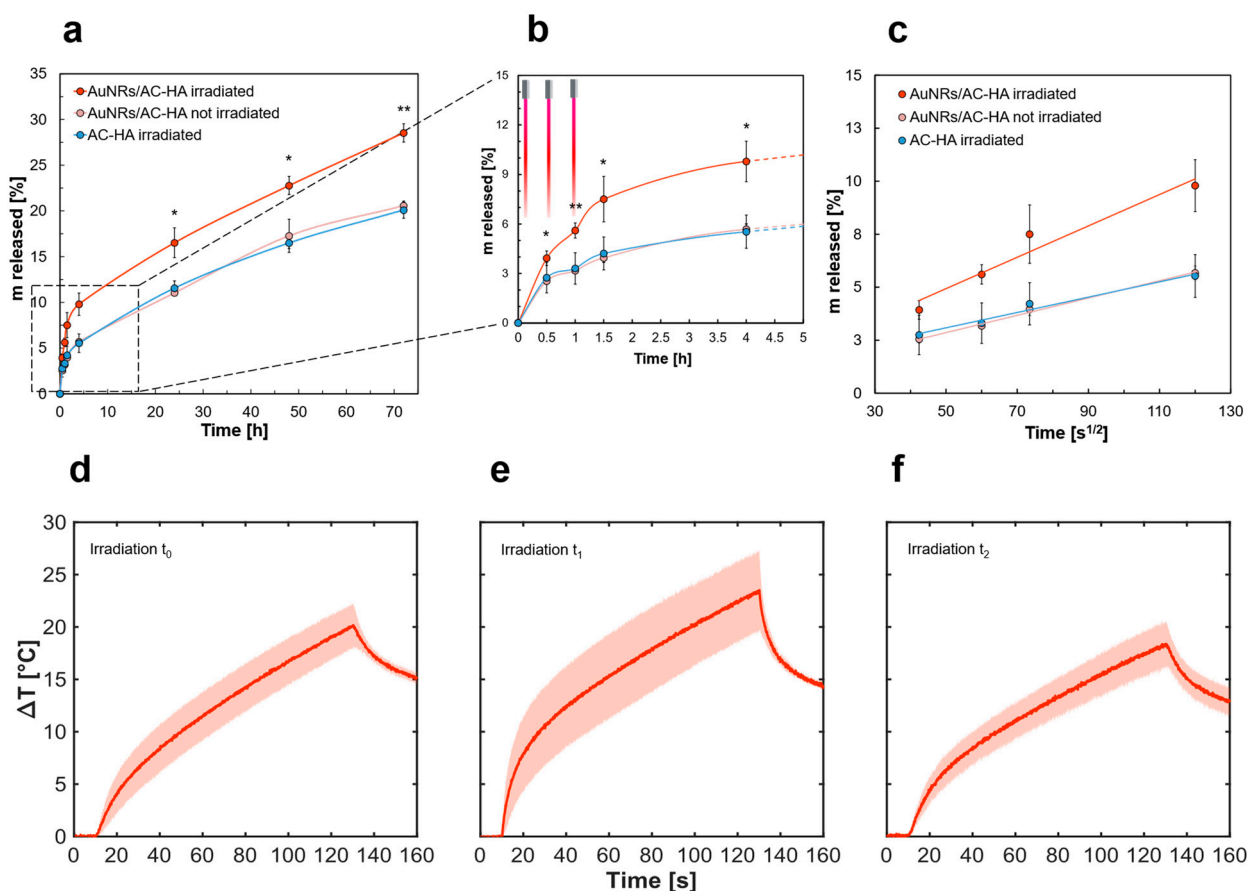 a
b
c
35
30
25
20
15
10
5
0
m released [%]
AuNRs/AC-HA irradiated
AuNRs/AC-HA not irradiated
AC-HA irradiated
*
*
**
0 10 20 30 40 50 60 70
Time [h]
15
12
9
6
3
0
m released [%]
*
**
*
*
0 0.5 1 1.5 2 2.5 3 3.5 4 4.5 5
Time [h]
15
13
10
8
5
3
0
m released [%]
AuNRs/AC-HA irradiated
AuNRs/AC-HA not irradiated
AC-HA irradiated
30 50 70 90 110 130
Time [s1/2]
d
e
f
30
25
20
15
10
5
0
ΔT [°C]
Irradiation t0
Irradiation t1
Irradiation t2
0 20 40 60 80 100 120 140 160
0 20 40 60 80 100 120 140 160
0 20 40 60 80 100 120 140 160
Time [s]